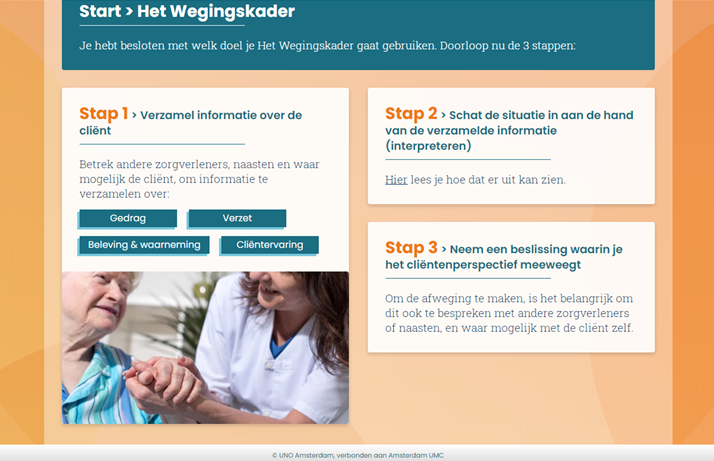 Start > Het Wegingskader
Je hebt besloten met welk doel je Het Wegingskader gaat gebruiken. Doorloop nu de 3 stappen:
Stap 1 > Verzamel informatie over de
cliënt
Betrek andere zorgverleners, naasten en waar
mogelijk de cliënt, om informatie te
verzamelen over:
Gedrag
Verzet
Beleving & waarneming
Cliëntervaring
Stap 2 > Schat de situatie in aan de hand
van de verzamelde informatie
(interpreteren)
Hier lees je hoe dat er uit kan zien.
Stap 3 > Neem een beslissing waarin je
het cliëntenperspectief meeweegt
Om de afweging te maken, is het belangrijk om
dit ook te bespreken met andere zorgverleners
of naasten, en waar mogelijk met de cliënt zelf.
© UNO Amsterdam, verbonden aan Amsterdam UMC